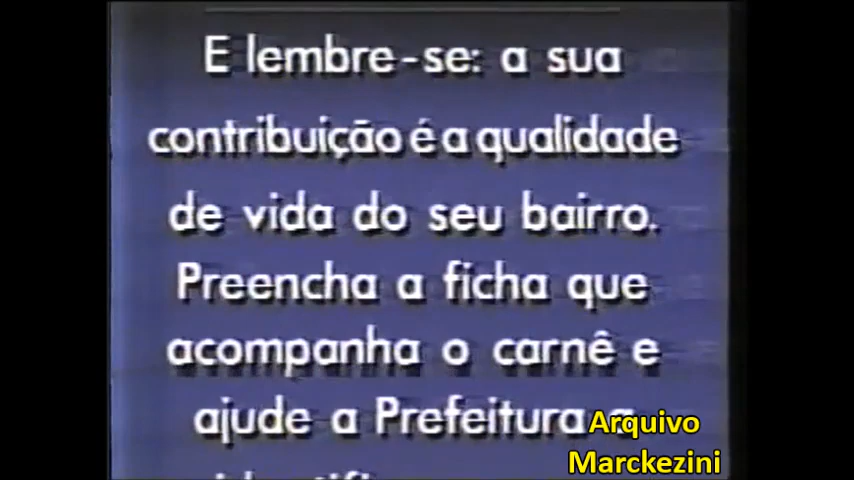 E lembre-se: a sua
contribuição é a qualidade
de vida do seu bairro.
Preencha a ficha que
acompanha o carnê e
ajude a Prefeitura a
Arquivo
Marckezini